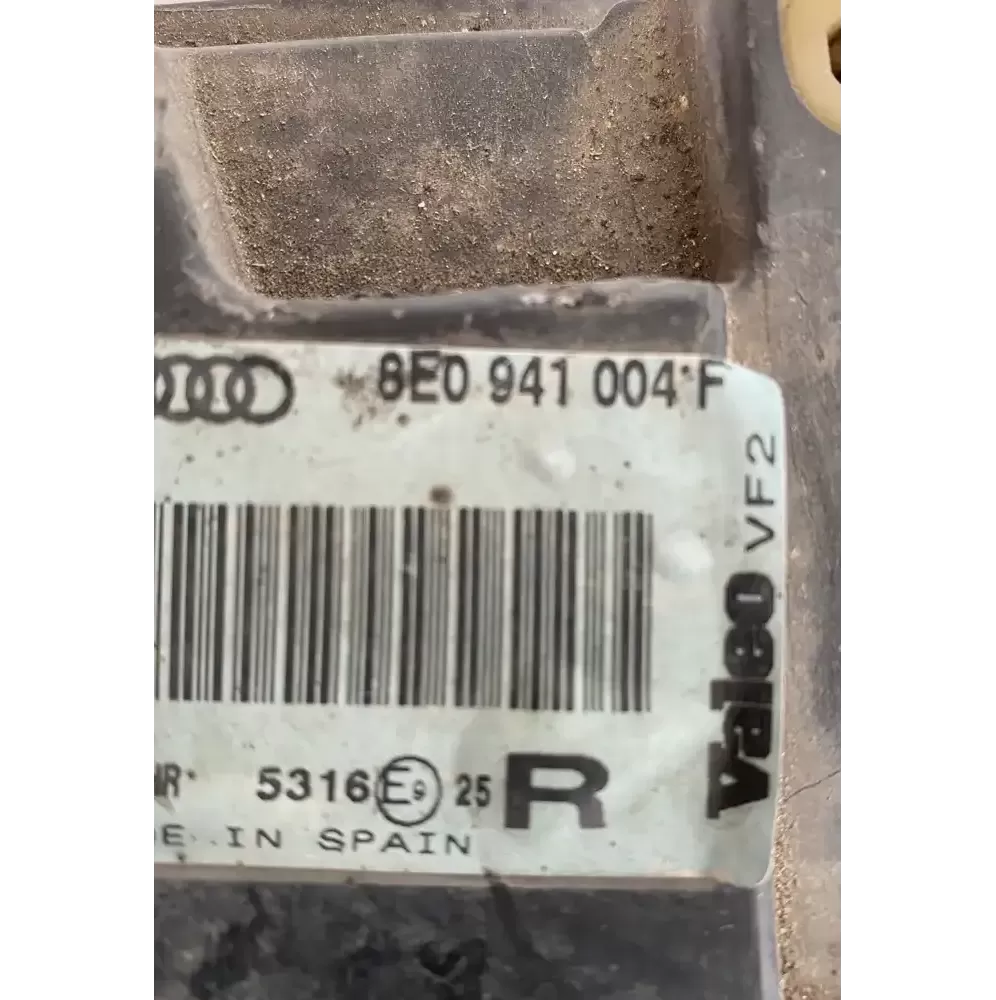 8E0 941 004 F
VF2
Valeo
5316 E9 25 R
IN SPAIN